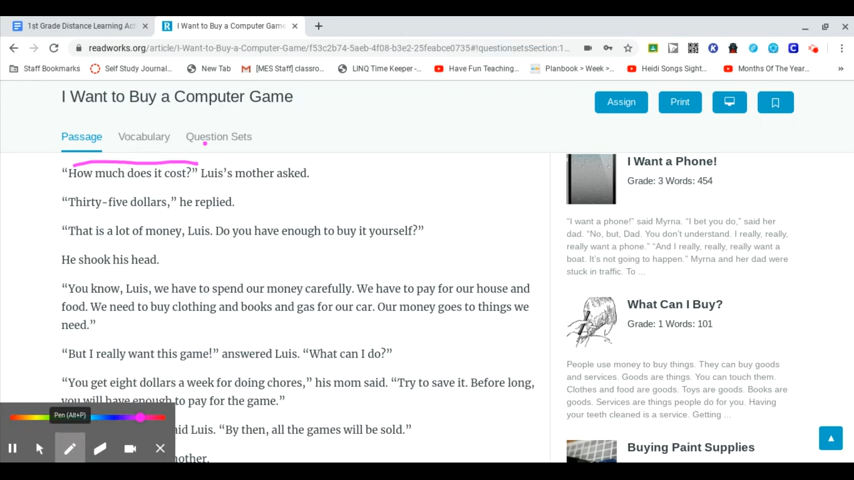 1st Grade Distance Learning Act
I Want to Buy a Computer Game
readworks.org/article/I-Want-to-Buy-a-Computer-Game/f53c2b74-5aeb-4f08-b3e2-25feabce0735#!questionsetsSection:1...
Staff Bookmarks
Self Study Journal...
New Tab
[MES Staff] classro...
LINQ Time Keeper -...
Have Fun Teaching...
Planbook > Week >...
Heidi Songs Sight...
Months Of The Year...
I Want to Buy a Computer Game
Assign
Print
Passage
Vocabulary
Question Sets
“How much does it cost?” Luis’s mother asked.
“Thirty-five dollars,” he replied.
“That is a lot of money, Luis. Do you have enough to buy it yourself?”
He shook his head.
“You know, Luis, we have to spend our money carefully. We have to pay for our house and
food. We need to buy clothing and books and gas for our car. Our money goes to things we
need.”
“But I really want this game!” answered Luis. “What can I do?”
“You get eight dollars a week for doing chores,” his mom said. “Try to save it. Before long,
you will have enough to pay for the game.”
said Luis. “By then, all the games will be sold.”
mother.
I Want a Phone!
Grade: 3 Words: 454
“I want a phone!” said Myrna. “I bet you do,” said her
dad. “No, but, Dad. You don’t understand. I really, really,
really want a phone.” “And I really, really, really want a
boat. It’s not going to happen.” Myrna and her dad were
stuck in traffic. To ...
What Can I Buy?
Grade: 1 Words: 101
People use money to buy things. They can buy goods
and services. Goods are things. You can touch them.
Clothes and food are goods. Toys are goods. Books are
goods. Services are things people do for you. Having
your teeth cleaned is a service. Getting ...
Buying Paint Supplies
Pen (Alt+P)